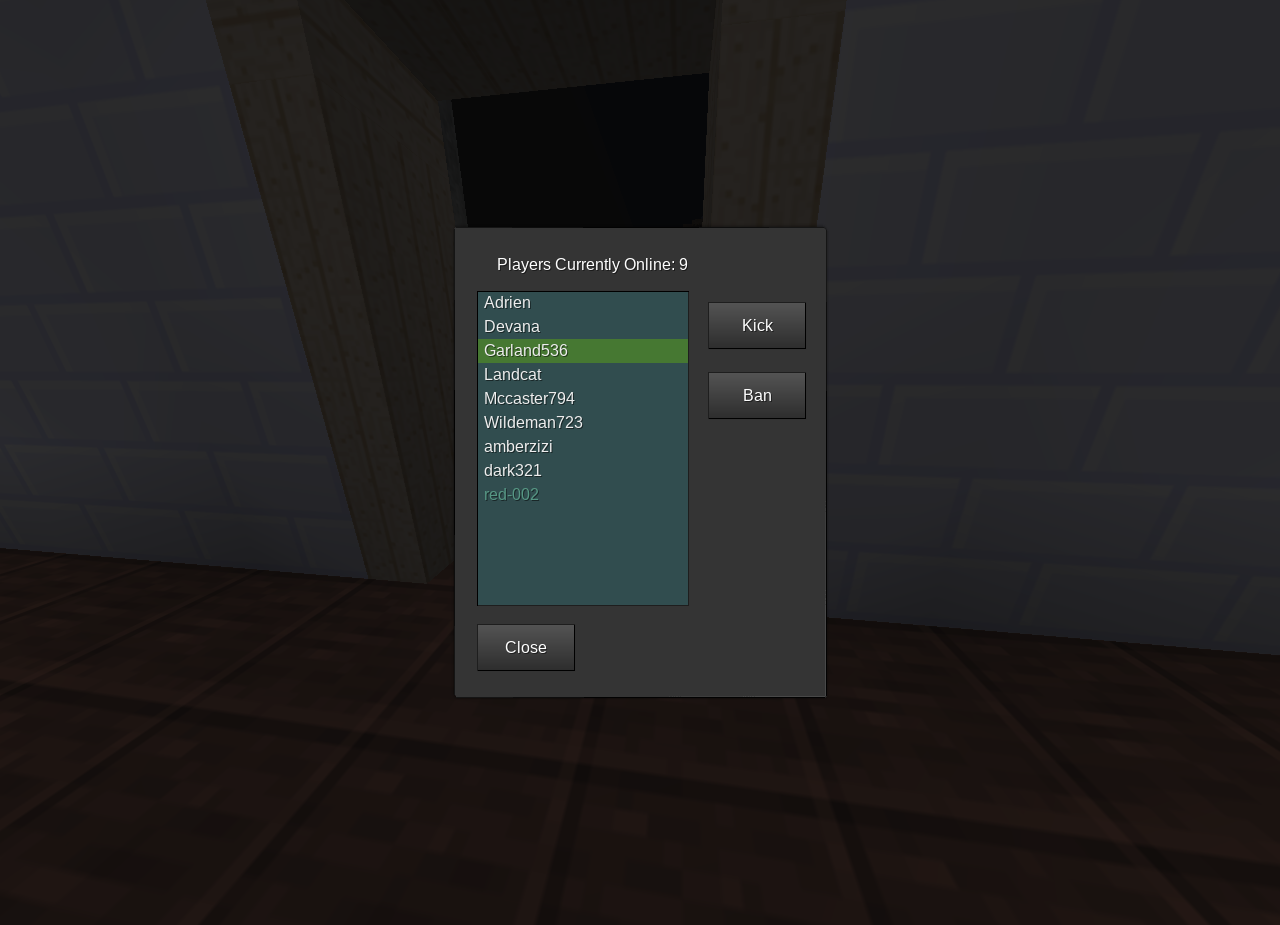 Players Currently Online: 9
Adrien
Devana
Garland536
Landcat
Mccaster794
Wildeman723
amberzizi
dark321
red-002
Kick
Ban
Close